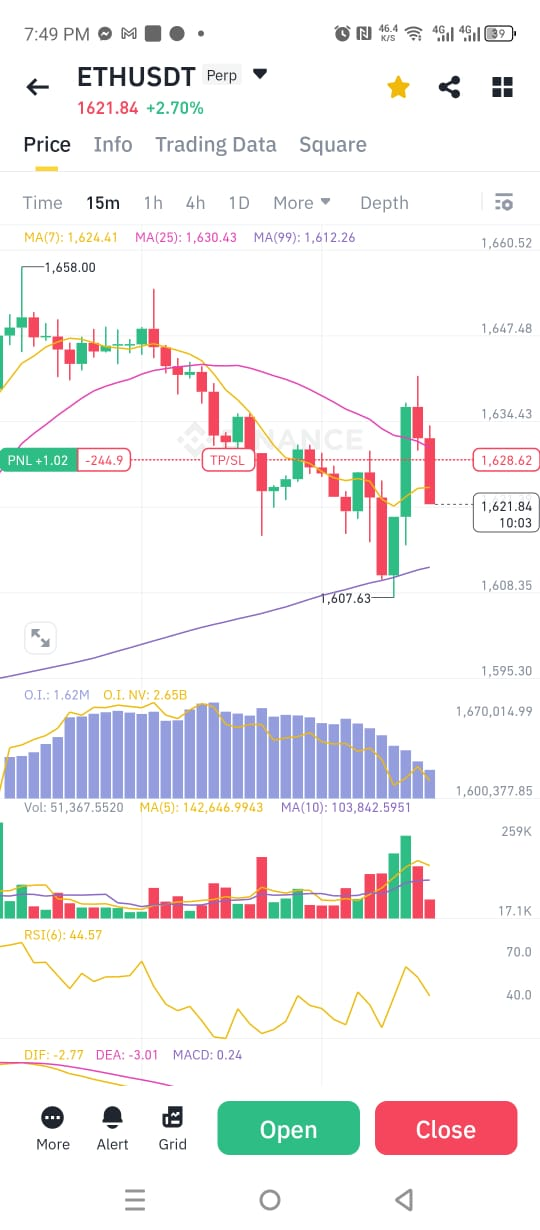 7:49 PM
46.4 K/S 4G 4G 39
ETHUSDT Perp
1621.84 +2.70%
Price Info Trading Data Square
Time 15m 1h 4h 1D More Depth
MA(7): 1,624.41 MA(25): 1,630.43 MA(99): 1,612.26
1,660.52
1,658.00
1,647.48
1,634.43
BINANCE
PNL +1.02 -244.9 TP/SL 1,628.62
1,621.84
10:03
1,608.35
1,607.63
1,595.30
O.I.: 1.62M O.I. NV: 2.65B
1,670,014.99
1,600,377.85
Vol: 51,367.5520 MA(5): 142,646.9943 MA(10): 103,842.5951
259K
17.1K
RSI(6): 44.57
70.0
40.0
DIF: -2.77 DEA: -3.01 MACD: 0.24
More Alert Grid Open Close